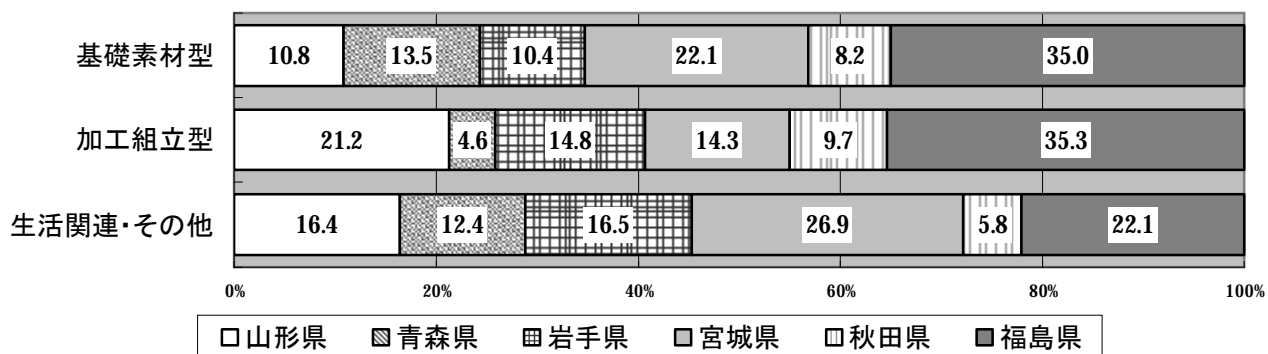 基礎素材型 10.8 13.5 10.4 22.1 8.2 35.0
加工組立型 21.2 4.6 14.8 14.3 9.7 35.3
生活関連・その他 16.4 12.4 16.5 26.9 5.8 22.1
0% 20% 40% 60% 80% 100%
山形県 青森県 岩手県 宮城県 秋田県 福島県